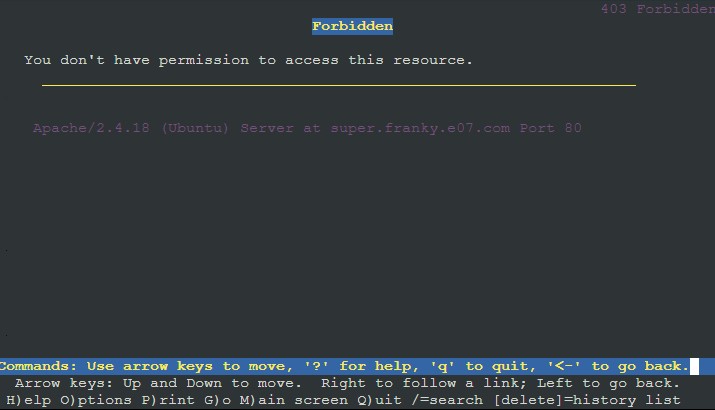 403 Forbidden
Forbidden
You don't have permission to access this resource.
Apache/2.4.18 (Ubuntu) Server at super.franky.e07.com Port 80
Commands: Use arrow keys to move, '?' for help, 'q' to quit, '<-' to go back.
Arrow keys: Up and Down to move.  Right to follow a link; Left to go back.
H)elp O)ptions P)rint G)o M)ain screen Q)uit /=search [delete]=history list